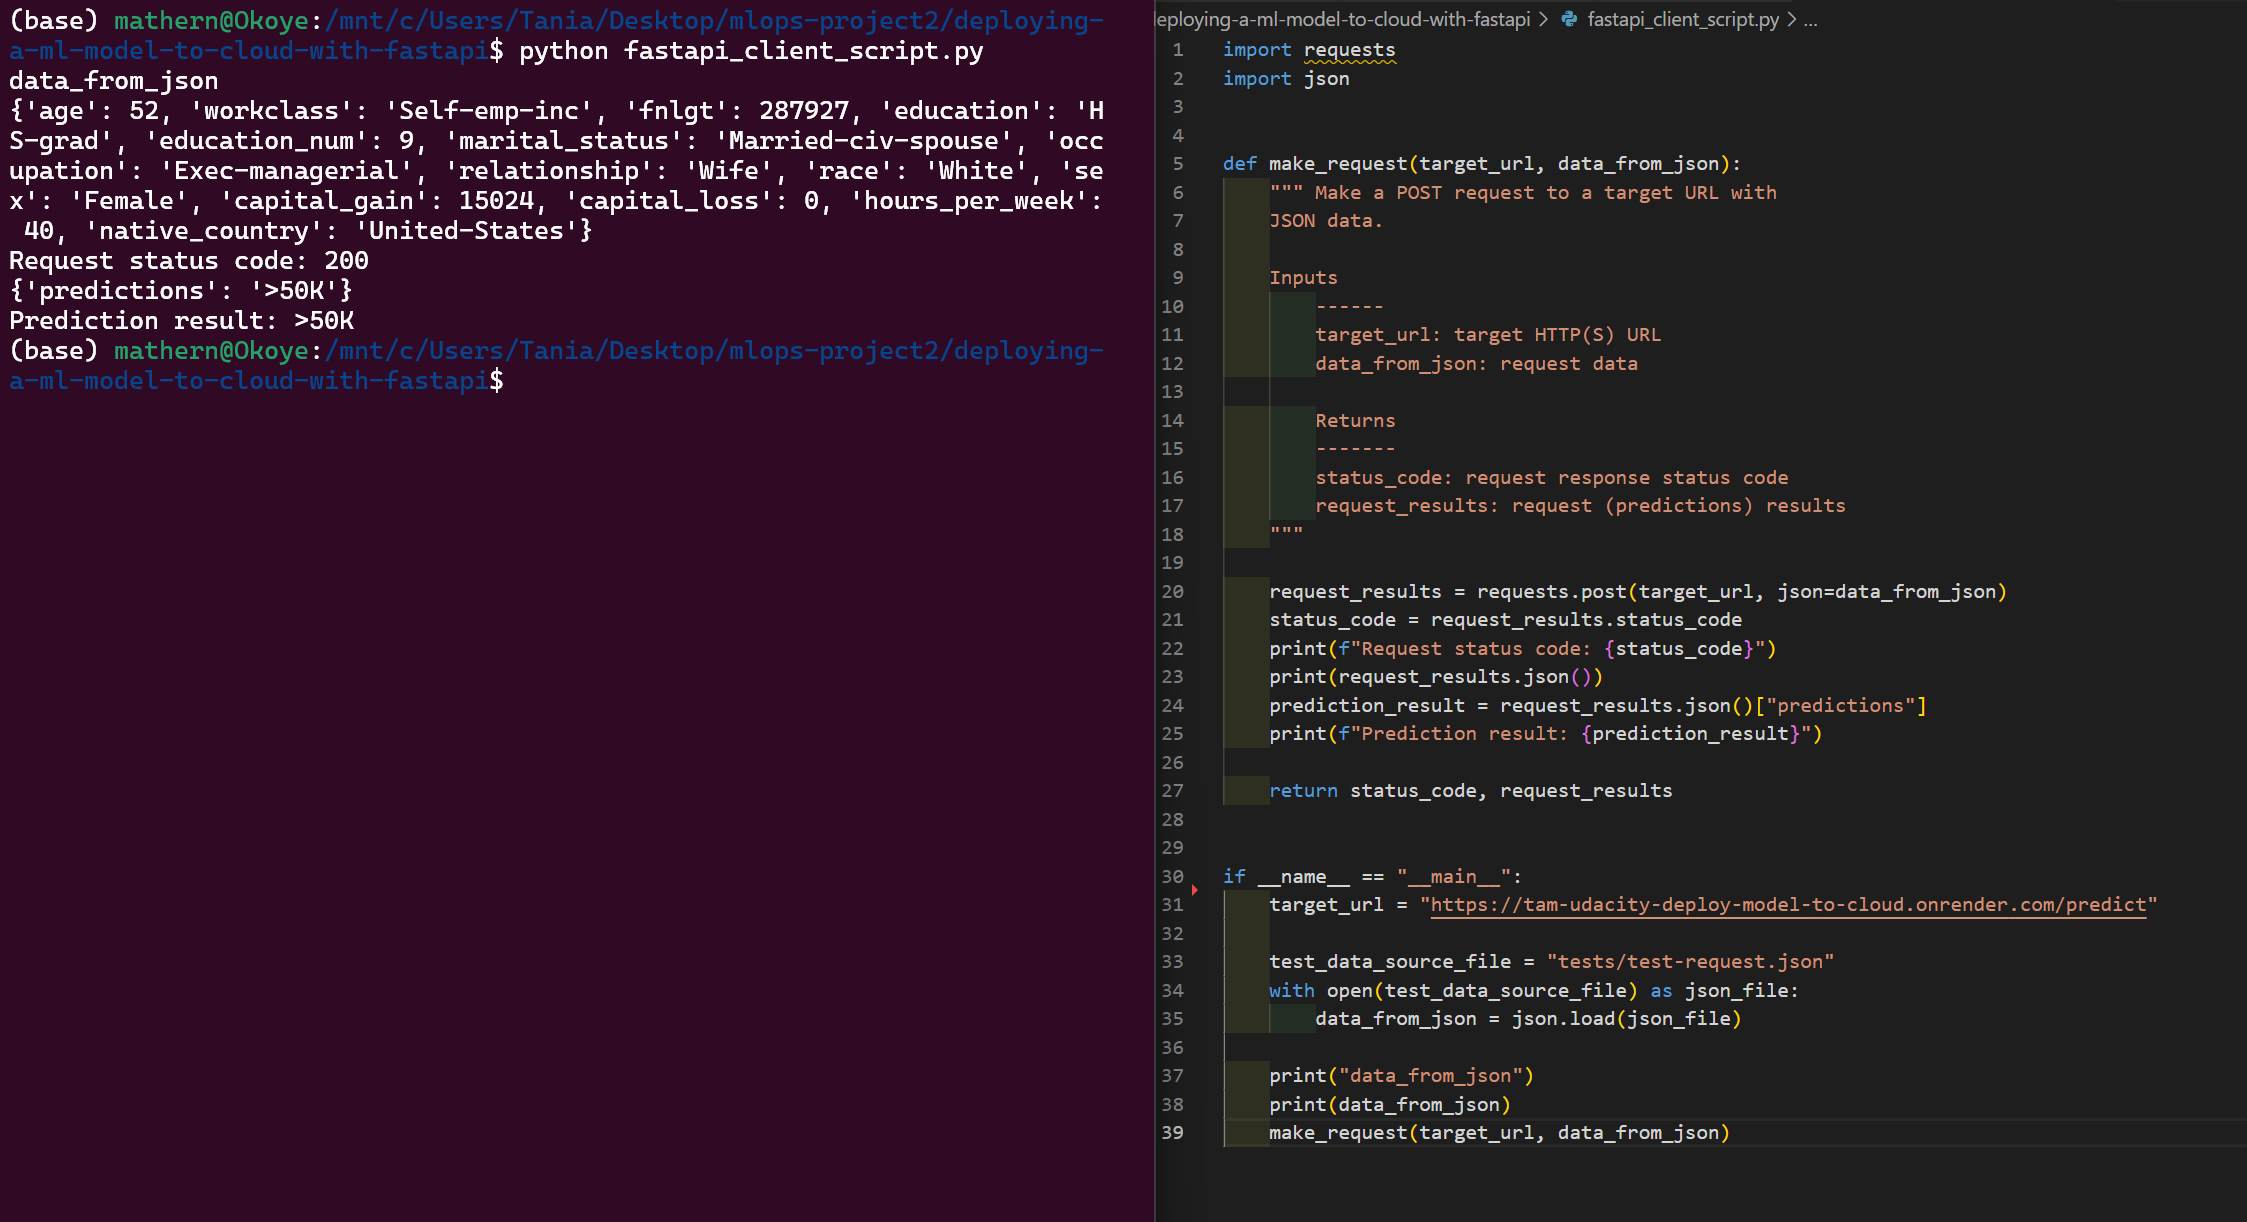 (base) mathern@Okoye:/mnt/c/Users/Tania/Desktop/mlops-project2/deploying-
a-ml-model-to-cloud-with-fastapi$ python fastapi_client_script.py
data_from_json
{'age': 52, 'workclass': 'Self-emp-inc', 'fnlgt': 287927, 'education': 'H
S-grad', 'education_num': 9, 'marital_status': 'Married-civ-spouse', 'occ
upation': 'Exec-managerial', 'relationship': 'Wife', 'race': 'White', 'se
x': 'Female', 'capital_gain': 15024, 'capital_loss': 0, 'hours_per_week':
 40, 'native_country': 'United-States'}
Request status code: 200
{'predictions': '>50K'}
Prediction result: >50K
(base) mathern@Okoye:/mnt/c/Users/Tania/Desktop/mlops-project2/deploying-
a-ml-model-to-cloud-with-fastapi$
eploying-a-ml-model-to-cloud-with-fastapi > fastapi_client_script.py > ...
1 import requests
2 import json
3
4
5 def make_request(target_url, data_from_json):
6     """ Make a POST request to a target URL with
7     JSON data.
8
9     Inputs
10         ------
11         target_url: target HTTP(S) URL
12         data_from_json: request data
13
14         Returns
15         -------
16         status_code: request response status code
17         request_results: request (predictions) results
18     """
19
20     request_results = requests.post(target_url, json=data_from_json)
21     status_code = request_results.status_code
22     print(f"Request status code: {status_code}")
23     print(request_results.json())
24     prediction_result = request_results.json()["predictions"]
25     print(f"Prediction result: {prediction_result}")
26
27     return status_code, request_results
28
29
30 if __name__ == "__main__":
31     target_url = "https://tam-udacity-deploy-model-to-cloud.onrender.com/predict"
32
33     test_data_source_file = "tests/test-request.json"
34     with open(test_data_source_file) as json_file:
35         data_from_json = json.load(json_file)
36
37     print("data_from_json")
38     print(data_from_json)
39     make_request(target_url, data_from_json)